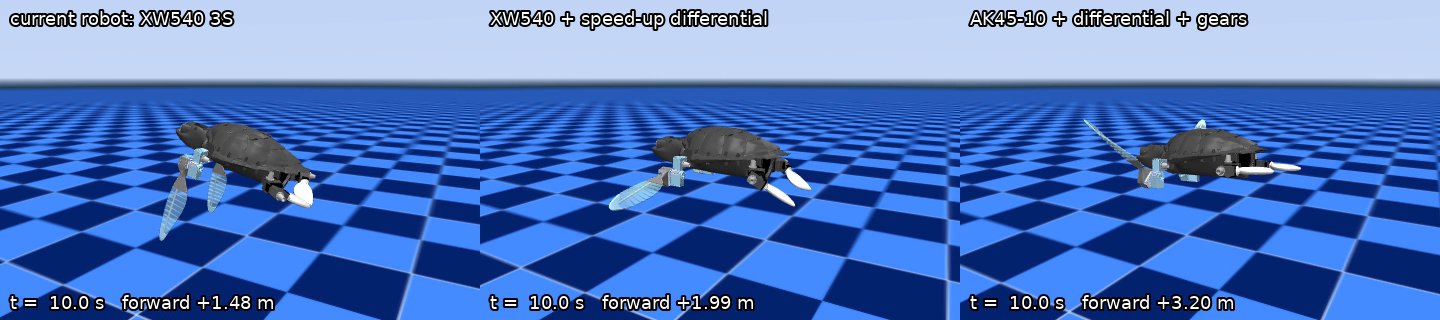 current robot: XW540 3S
XW540 + speed-up differential
AK45-10 + differential + gears
t =  10.0 s   forward +1.48 m
t =  10.0 s   forward +1.99 m
t =  10.0 s   forward +3.20 m